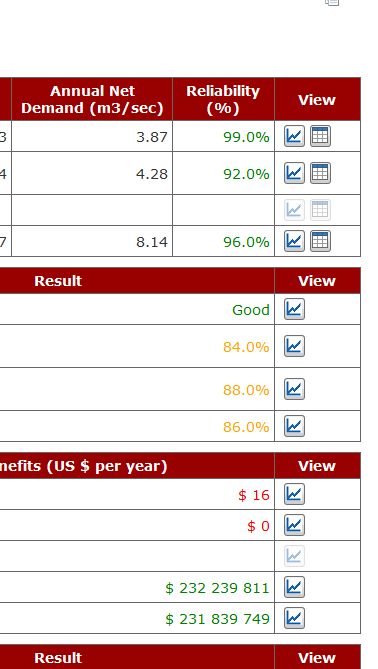 Annual Net Demand (m3/sec) Reliability (%) View
3 3.87 99.0%
4 4.28 92.0%
7 8.14 96.0%
Result View
Good
84.0%
88.0%
86.0%
nefits (US $ per year) View
$ 16
$ 0
$ 232 239 811
$ 231 839 749
Result View